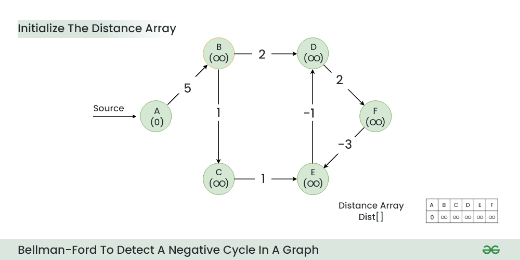 Initialize The Distance Array
B
(∞)
2
D
(∞)
5
2
Source
A
(0)
1
-1
F
(∞)
-3
C
(∞)
1
E
(∞)
Distance Array
Dist[]
A B C D E F
0 ∞ ∞ ∞ ∞ ∞
Bellman-Ford To Detect A Negative Cycle In A Graph